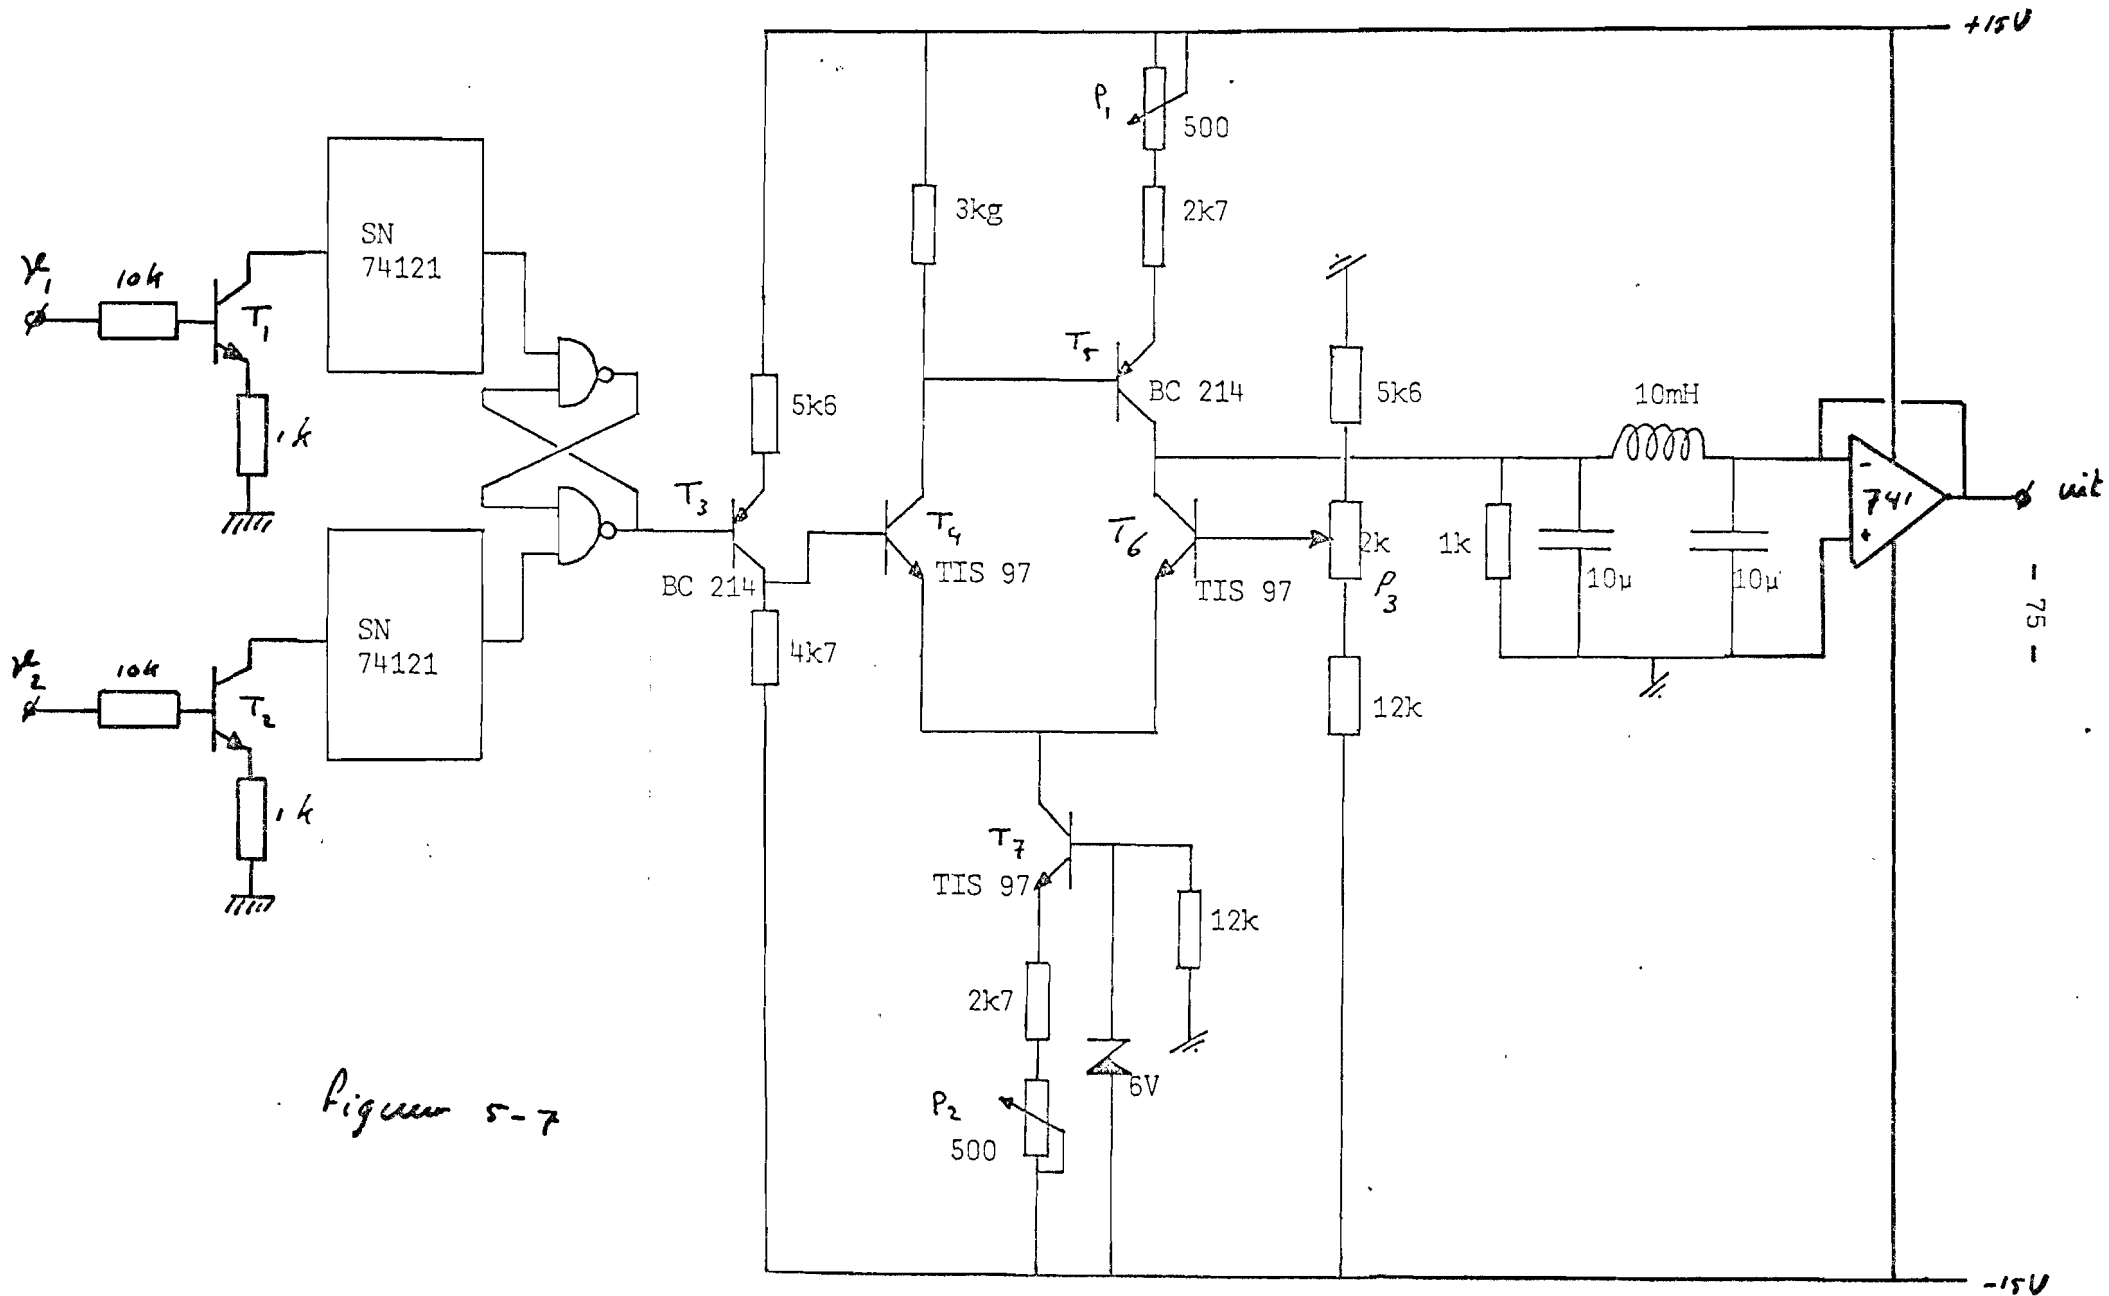 +15V
P1
500
3kg
2k7
SN
74121
γ1
10k
T1
1k
T5
BC 214
5k6
5k6
10mH
T3
BC 214
T4
TIS 97
T6
TIS 97
2k
P3
1k
10μ
10μ
-
741
+
uit
- 75 -
SN
74121
4k7
γ2
10k
T2
1k
12k
T7
TIS 97
12k
2k7
6V
P2
500
Figuur 5-7
-15V